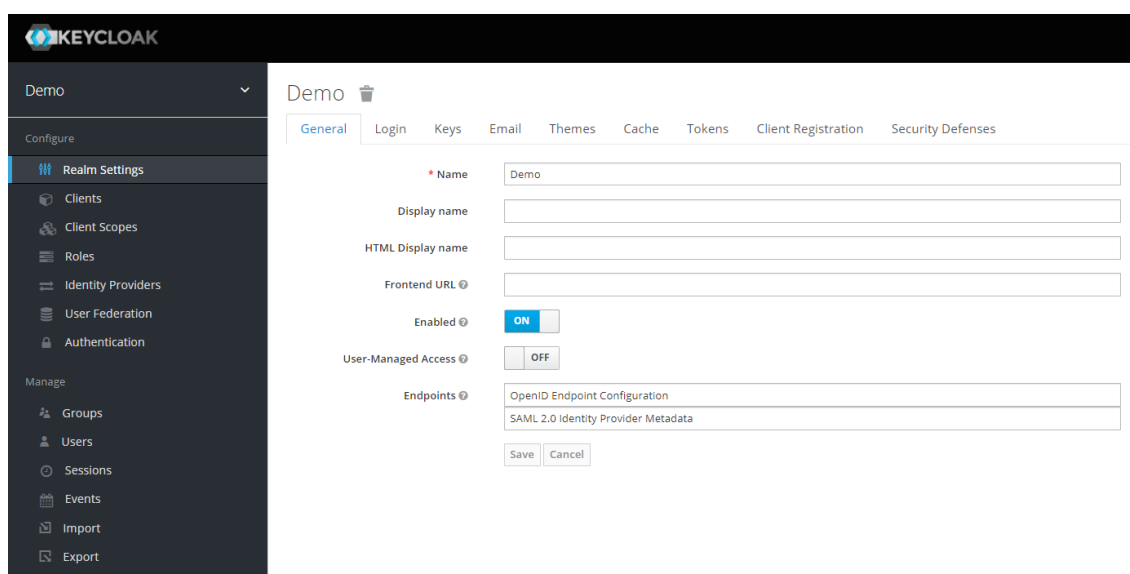 KEYCLOAK
Demo
Configure
Realm Settings
Clients
Client Scopes
Roles
Identity Providers
User Federation
Authentication
Manage
Groups
Users
Sessions
Events
Import
Export
Demo
General Login Keys Email Themes Cache Tokens Client Registration Security Defenses
* Name Demo
Display name
HTML Display name
Frontend URL
Enabled ON
User-Managed Access OFF
Endpoints OpenID Endpoint Configuration
SAML 2.0 Identity Provider Metadata
Save Cancel